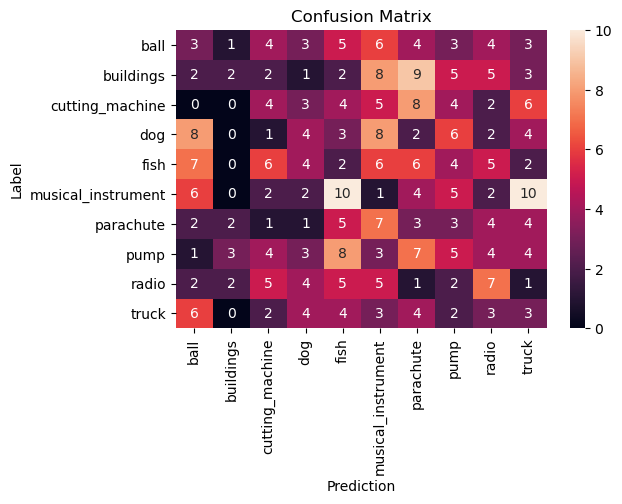 Confusion Matrix
ball 3 1 4 3 5 6 4 3 4 3
buildings 2 2 2 1 2 8 9 5 5 3
cutting_machine 0 0 4 3 4 5 8 4 2 6
dog 8 0 1 4 3 8 2 6 2 4
fish 7 0 6 4 2 6 6 4 5 2
musical_instrument 6 0 2 2 10 1 4 5 2 10
parachute 2 2 1 1 5 7 3 3 4 4
pump 1 3 4 3 8 3 7 5 4 4
radio 2 2 5 4 5 5 1 2 7 1
truck 6 0 2 4 4 3 4 2 3 3
Label
ball buildings cutting_machine dog fish musical_instrument parachute pump radio truck
Prediction
10
8
6
4
2
0